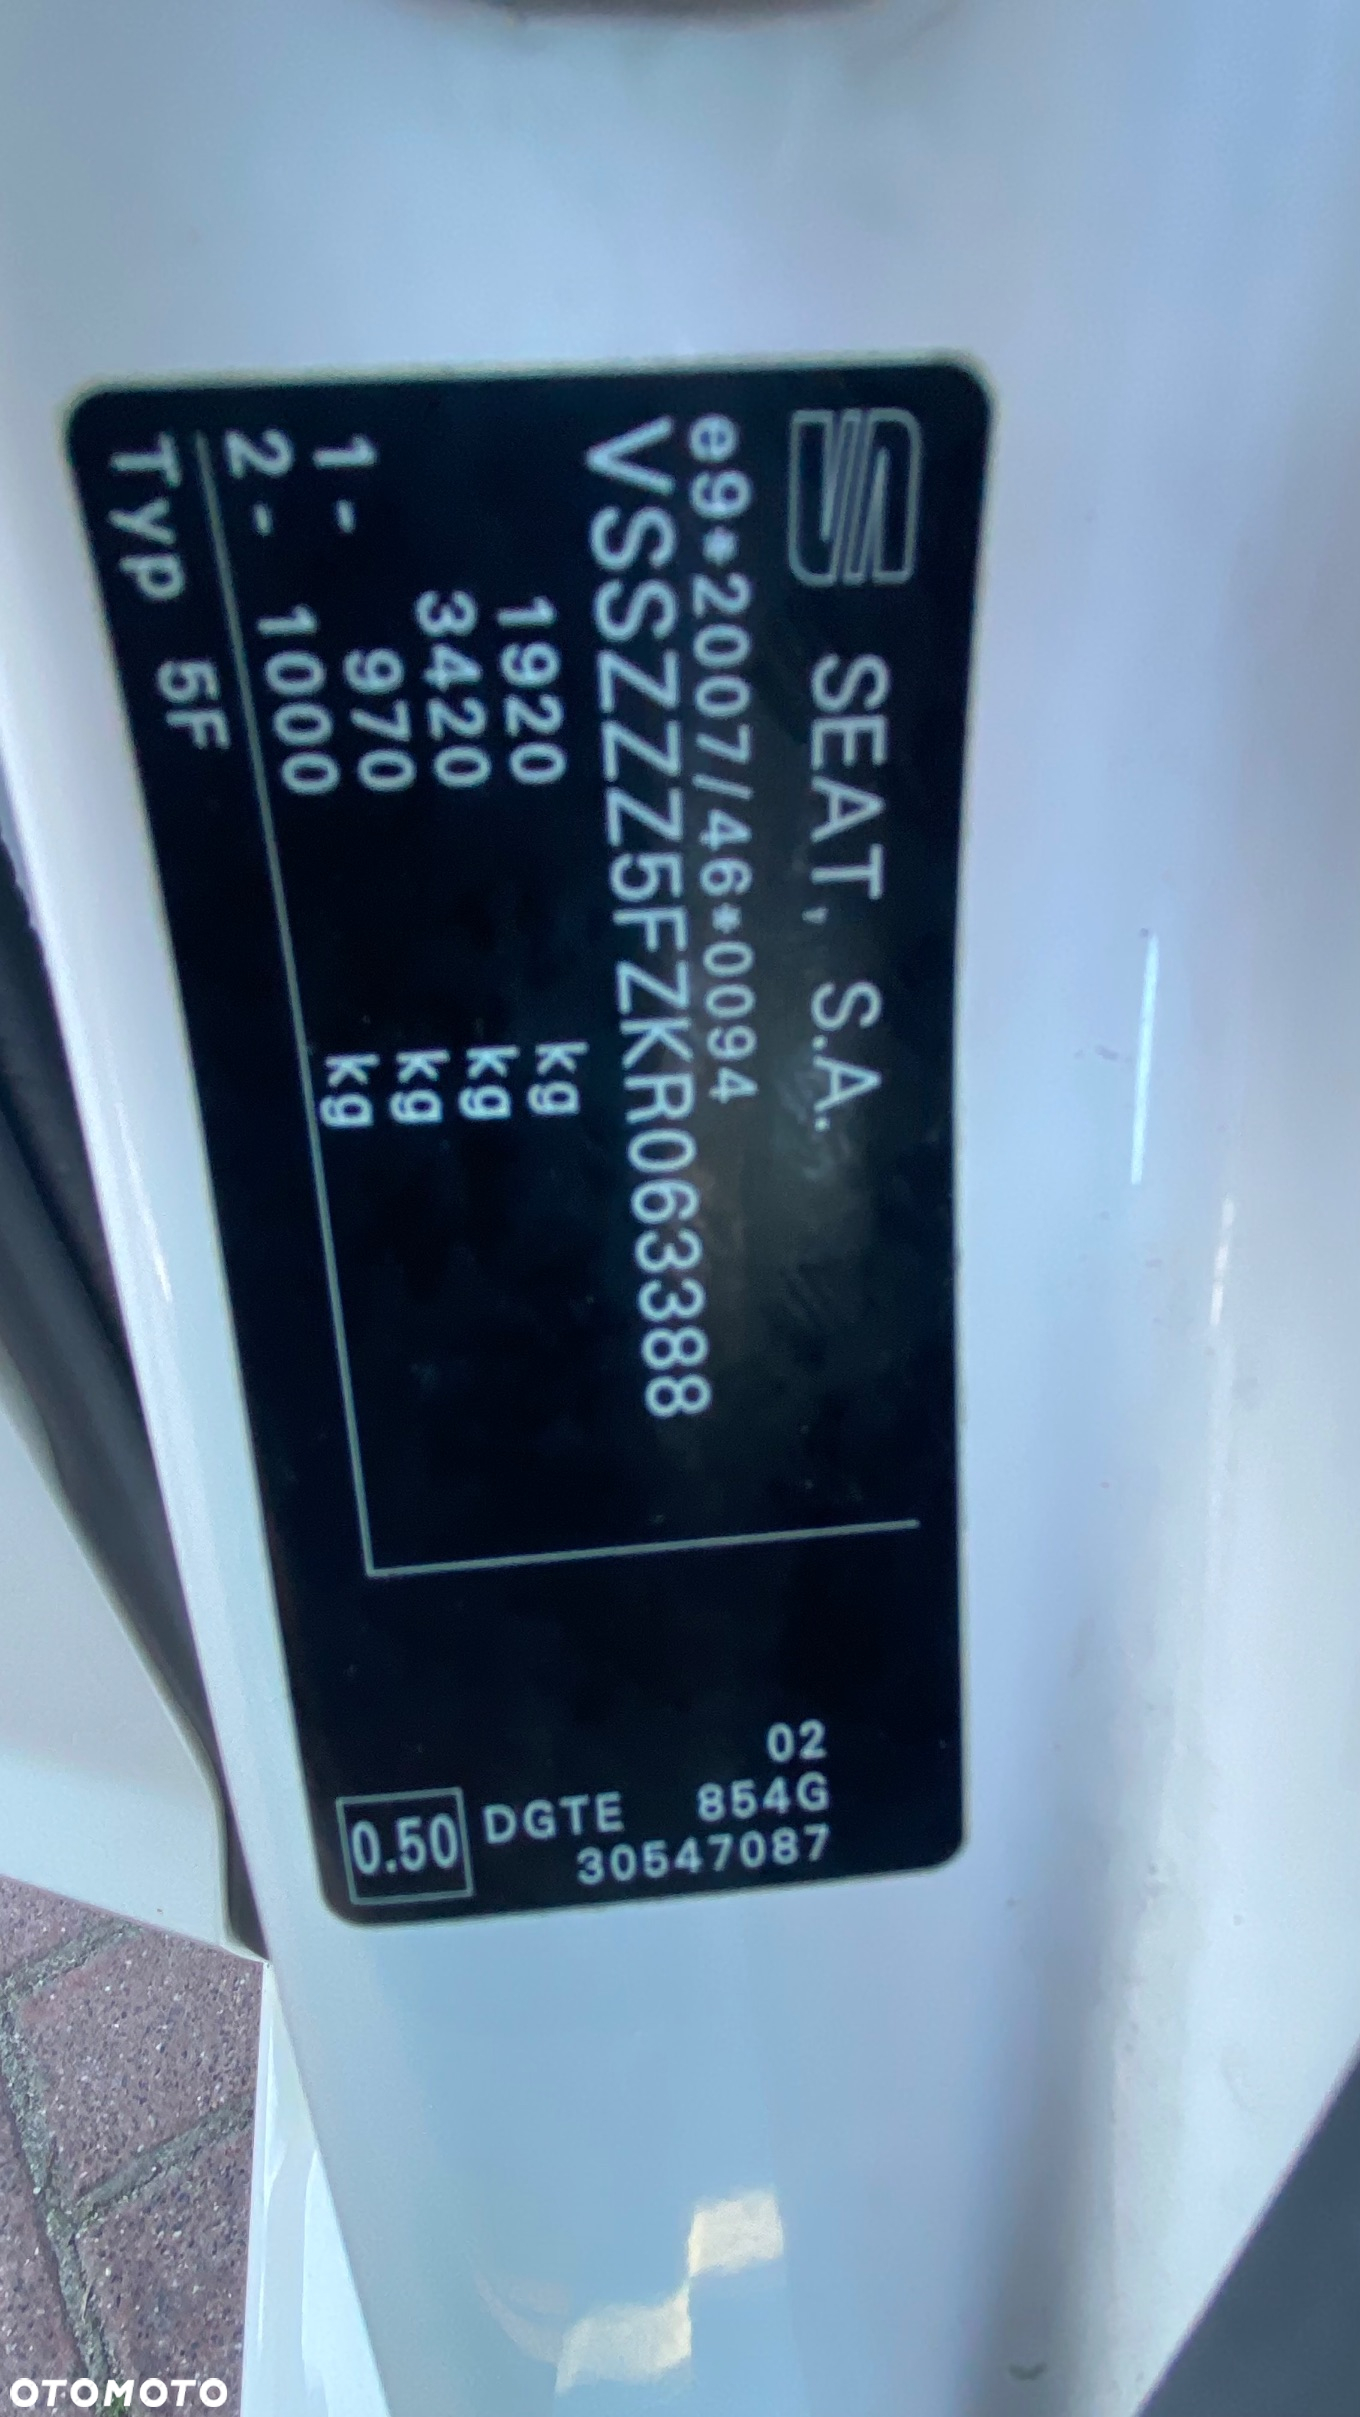 SEAT, S.A.
e9*2007/46*0094
VSSZZZ5FZKR063388
1920 kg
3420 kg
1- 970 kg
2- 1000 kg
Typ 5F
02
854G
DGTE
30547087
0.50
OTOMOTO